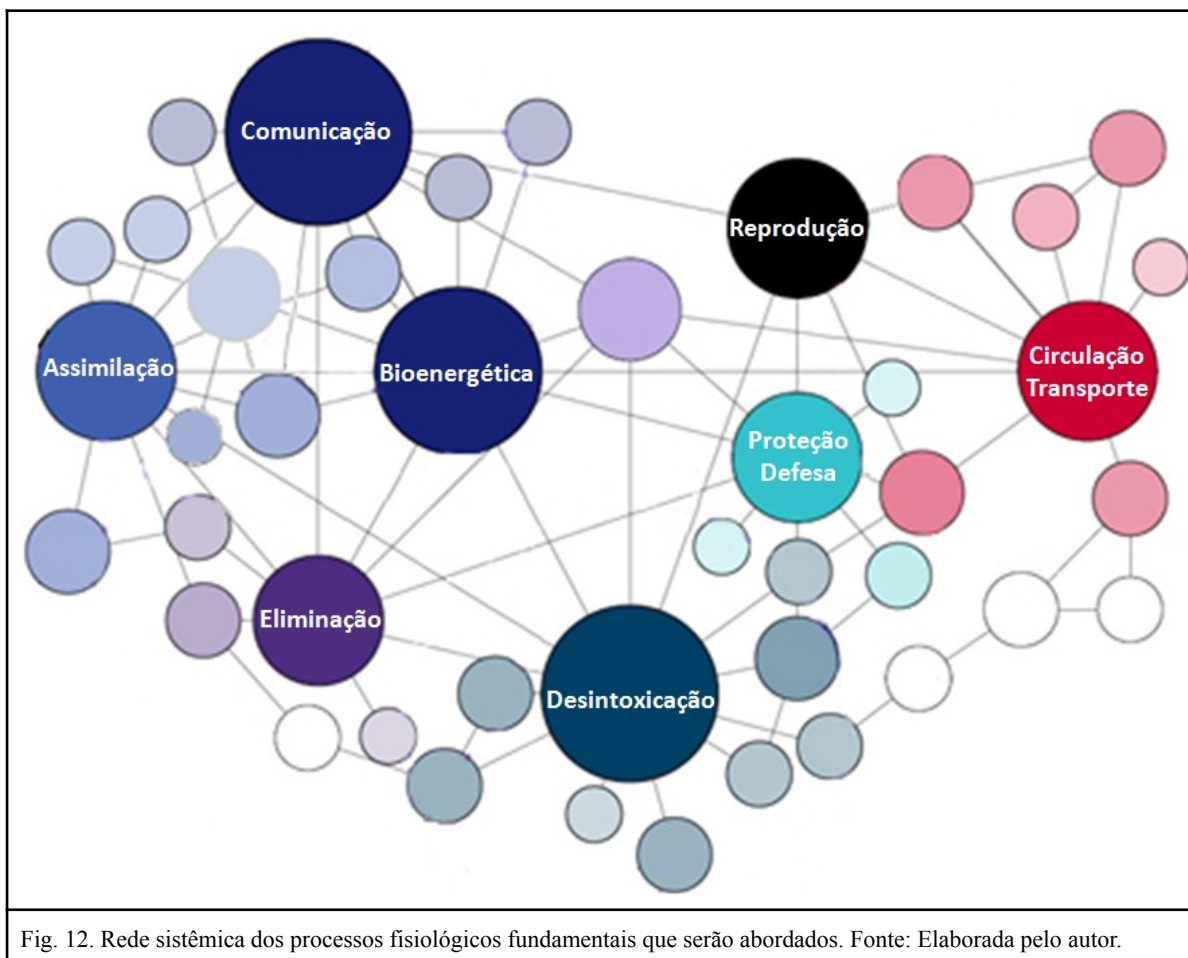 Comunicação
Reprodução
Assimilação
Bioenergética
Circulação
Transporte
Proteção
Defesa
Eliminação
Desintoxicação
Fig. 12. Rede sistêmica dos processos fisiológicos fundamentais que serão abordados. Fonte: Elaborada pelo autor.